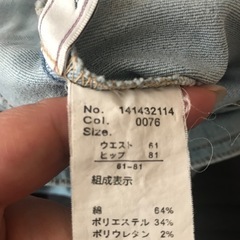 No. 141432114
Col. 0076
Size.
ウエスト 61
ヒップ 81
61-81
組成表示
綿 64%
ポリエステル 34%
ポリウレタン 2%